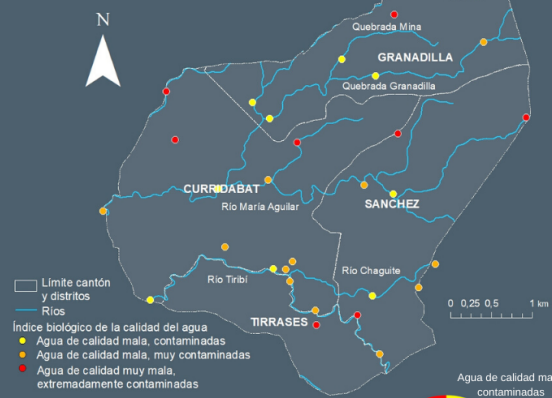 N
Quebrada Mina
GRANADILLA
Quebrada Granadilla
CURRIDABAT
SANCHEZ
Río María Aguilar
Río Tiribí
Río Chaguite
TIRRASES
Límite cantón
y distritos
Ríos
Índice biológico de la calidad del agua
Agua de calidad mala, contaminadas
Agua de calidad mala, muy contaminadas
Agua de calidad muy mala,
extremadamente contaminadas
0 0,25 0,5 1 km
Agua de calidad ma
contaminadas